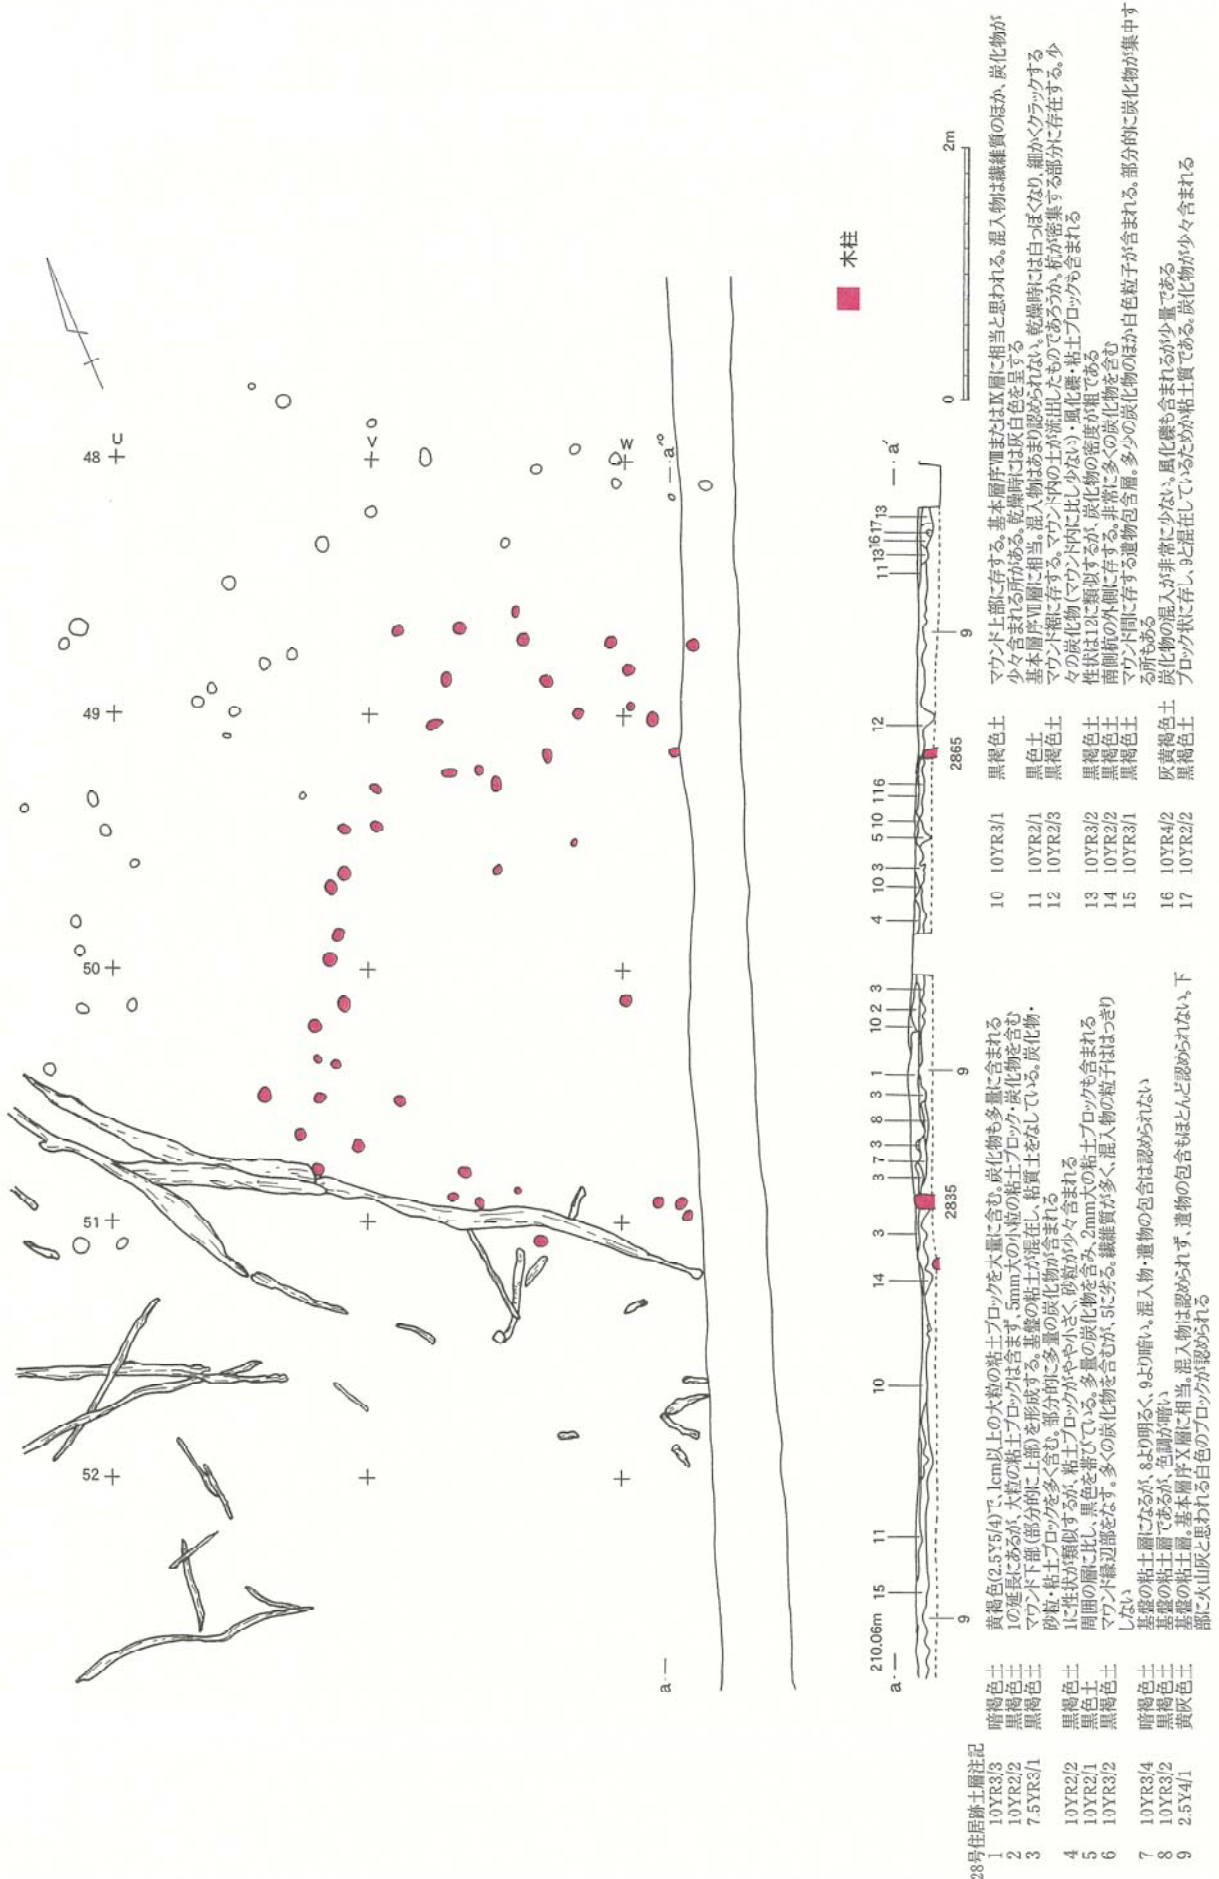 48 U
49
50
51
52
<
W
a ―
― a'
木柱
0 2m
210.06m
a ―
― a'
15 11 10 14 3 3 7 3 8 3 1 10 2 3
4 10 3 5 10 11 6 12 11 13 16 17 13
9 9 9
2835 2865
28号住居跡土層注記
1 10YR3/3 暗褐色土 黄褐色(2.5Y5/4)で、1cm以上の大粒の粘土ブロックを大量に含む。炭化物も多量に含まれる
2 10YR2/2 黒褐色土 1の延長にあるが、大粒の粘土ブロックは含まず、5mm大の小粒の粘土ブロック・炭化物を含む
3 7.5YR3/1 黒褐色土 マウンド下部(部分的に上部)を形成する。基盤の粘土が混在し、粘質土をなしている。炭化物・
砂粒・粘土ブロックを多く含む。部分的に多量の炭化物が含まれる
4 10YR2/2 黒褐色土 1に性状が類似するが、粘土ブロックがやや小さく、砂粒が少々含まれる
5 10YR2/1 黒色土 周囲の層に比し、黒色を帯びている。多量の炭化物を含み、2mm大の粘土ブロックも含まれる
6 10YR3/2 黒褐色土 マウンド縁辺部をなす。多くの炭化物を含むが、5に劣る。繊維質が多く、混入物の粒子ははっきり
しない
7 10YR3/4 暗褐色土 基盤の粘土層になるが、8より明るく、9より暗い。混入物・遺物の包含は認められない
8 10YR3/2 黒褐色土 基盤の粘土層であるが、色調が暗い
9 2.5Y4/1 黄灰色土 基盤の粘土層。基本層序X層に相当。混入物は認められず、遺物の包含もほとんど認められない。下
部に火山灰と思われる白色のブロックが認められる
10 10YR3/1 黒褐色土 マウンド上部に存する。基本層序ⅧまたはⅨ層に相当と思われる。混入物は繊維質のほか、炭化物が
少々含まれる所がある。乾燥時には灰白色を呈する
11 10YR2/1 黒色土 基本層序Ⅶ層に相当。混入物はあまり認められない。乾燥時には白っぽくなり、細かくクラックする
12 10YR2/3 黒褐色土 マウンド裾に存する。マウンド内の土が流出したものであろうか。杭が密集する部分に存在する。少
々の炭化物(マウンド内に比し少ない)・風化礫・粘土ブロックも含まれる
13 10YR3/2 黒褐色土 性状は12に類似するが、炭化物の密度が粗である
14 10YR2/2 黒褐色土 南側杭の外側に存する。非常に多くの炭化物を含む
15 10YR3/1 黒褐色土 マウンド間に存する遺物包含層。多少の炭化物のほか白色粒子が含まれる。部分的に炭化物が集中す
る所もある
16 10YR4/2 灰黄褐色土 炭化物の混入が非常に少ない。風化礫も含まれるが少量である
17 10YR2/2 黒褐色土 ブロック状に存し、9と混在しているためか粘土質である。炭化物が少々含まれる